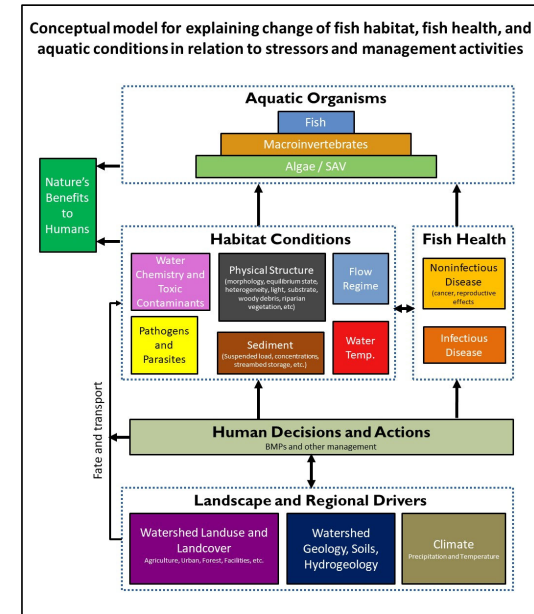 Conceptual model for explaining change of fish habitat, fish health, and
aquatic conditions in relation to stressors and management activities
Aquatic Organisms
Fish
Macroinvertebrates
Algae / SAV
Nature's
Benefits
to
Humans
Habitat Conditions
Water
Chemistry and
Toxic
Contaminants
Physical Structure
(morphology, equilibrium state,
heterogeneity, light, substrate,
woody debris, riparian
vegetation, etc)
Flow
Regime
Pathogens
and
Parasites
Sediment
(Suspended load, concentrations,
streambed storage, etc.)
Water
Temp.
Fish Health
Noninfectious
Disease
(cancer, reproductive
effects)
Infectious
Disease
Fate and transport
Human Decisions and Actions
BMPs and other management
Landscape and Regional Drivers
Watershed Landuse and
Landcover
Agriculture, Urban, Forest, Facilities, etc.
Watershed
Geology, Soils,
Hydrogeology
Climate
Precipitation and Temperature